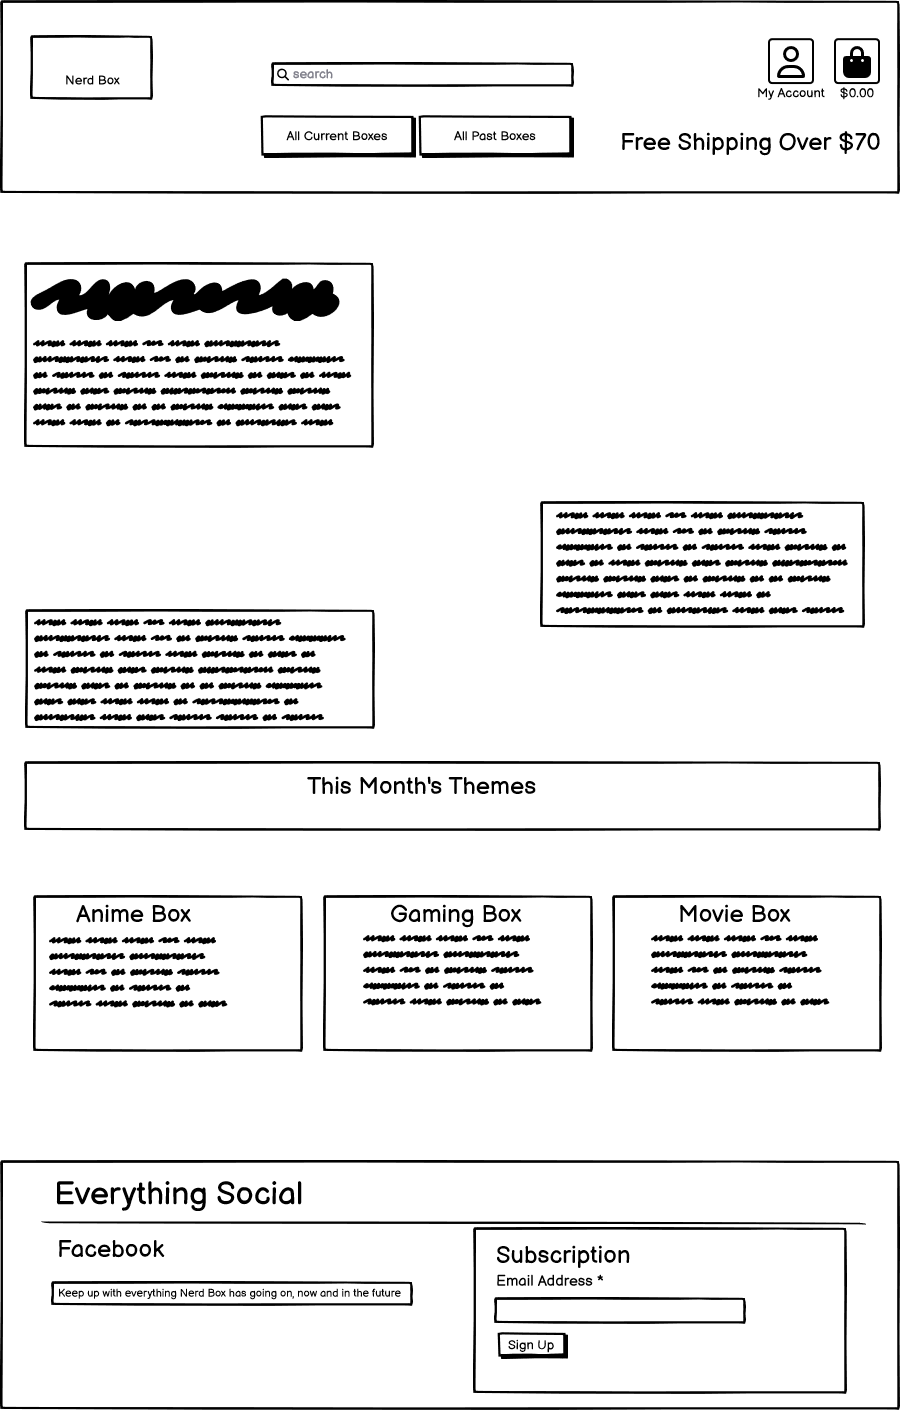 Nerd Box
search
My Account
$0.00
All Current Boxes
All Past Boxes
Free Shipping Over $70
This Month's Themes
Anime Box
Gaming Box
Movie Box
Everything Social
Facebook
Keep up with everything Nerd Box has going on, now and in the future
Subscription
Email Address *
Sign Up